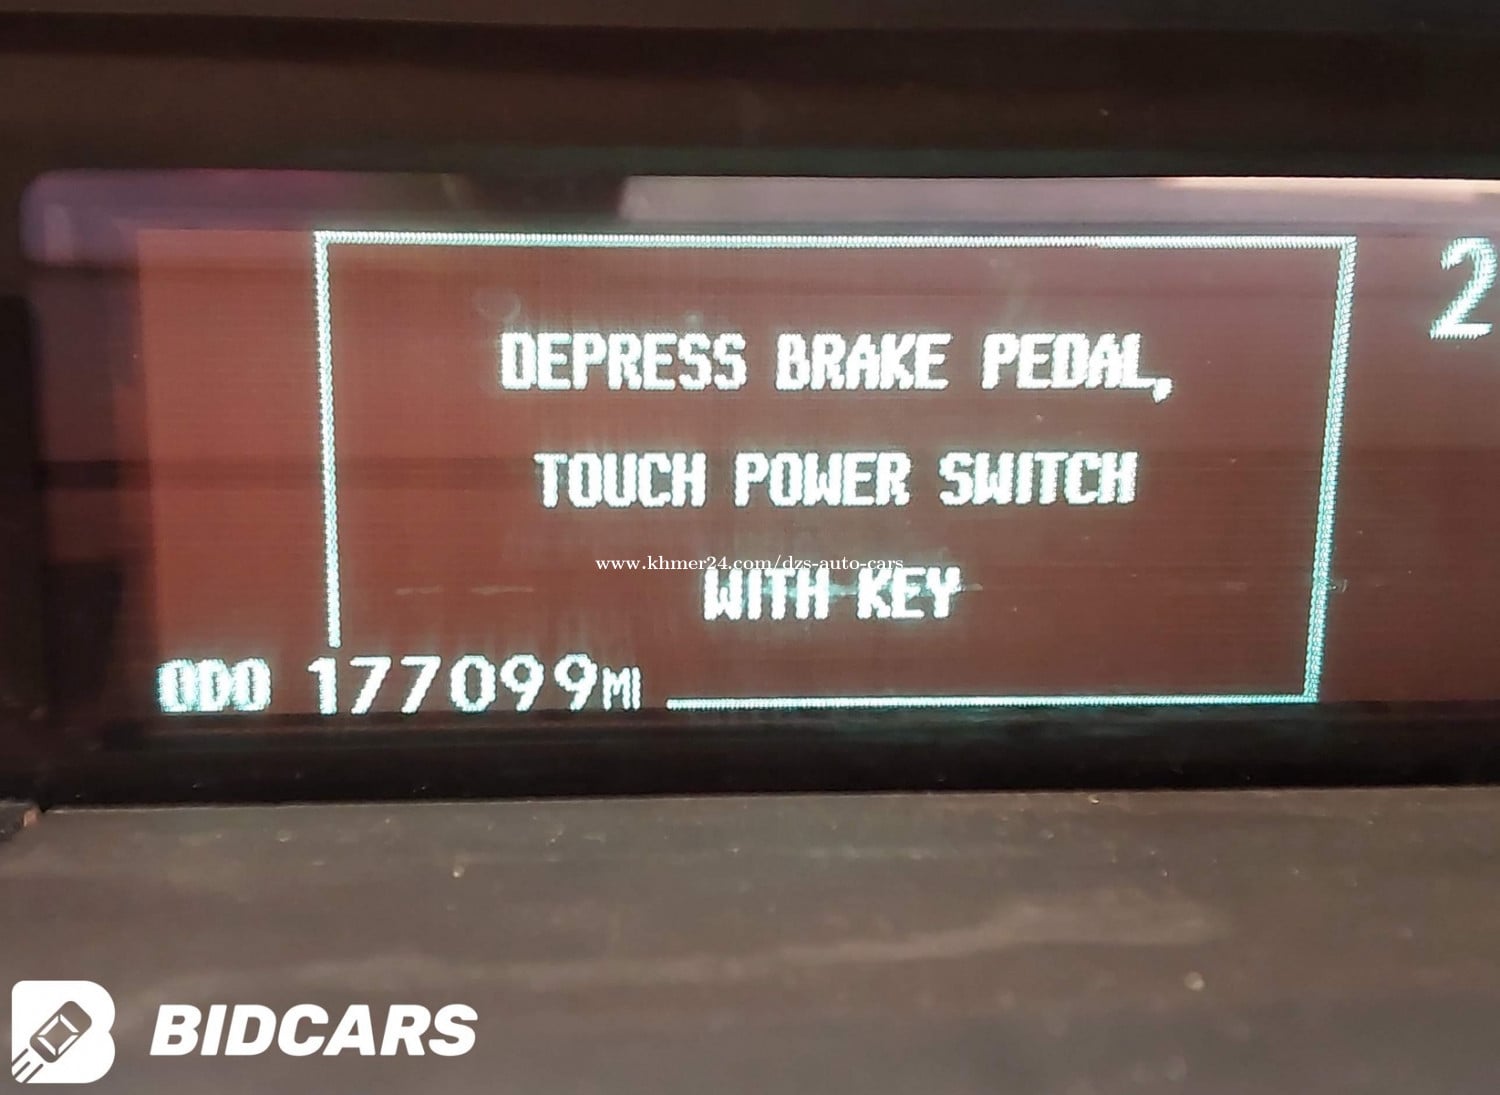 2
DEPRESS BRAKE PEDAL,
TOUCH POWER SWITCH
www.khmer24.com/dzs-auto-cars
WITH KEY
ODO 177099MI
BIDCARS